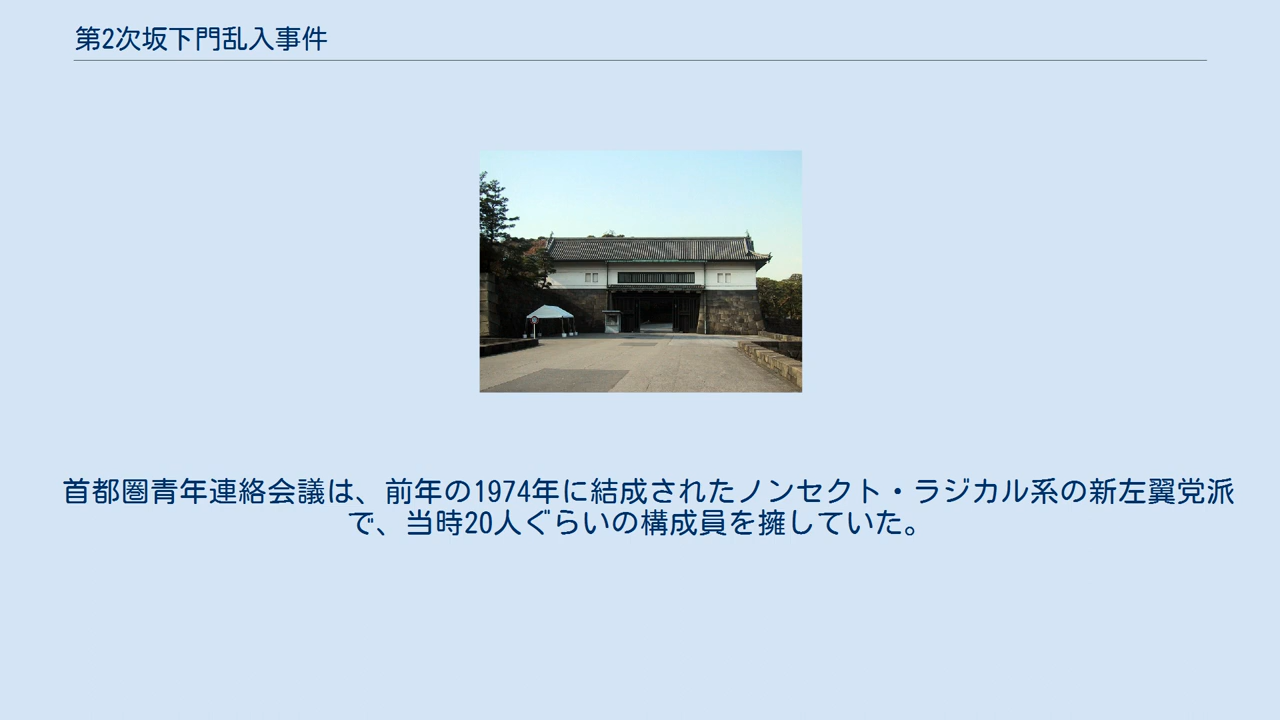 第2次坂下門乱入事件
首都圏青年連絡会議は、前年の1974年に結成されたノンセクト・ラジカル系の新左翼党派
で、当時20人ぐらいの構成員を擁していた。